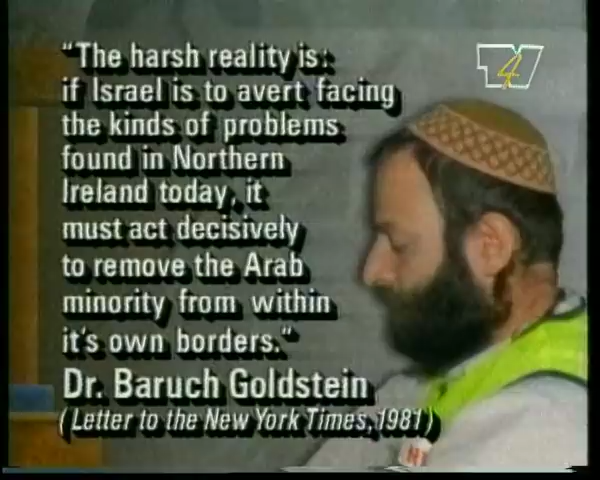 "The harsh reality is:
if Israel is to avert facing
the kinds of problems
found in Northern
Ireland today, it
must act decisively
to remove the Arab
minority from within
it's own borders."
Dr. Baruch Goldstein
(Letter to the New York Times, 1981)
TV4